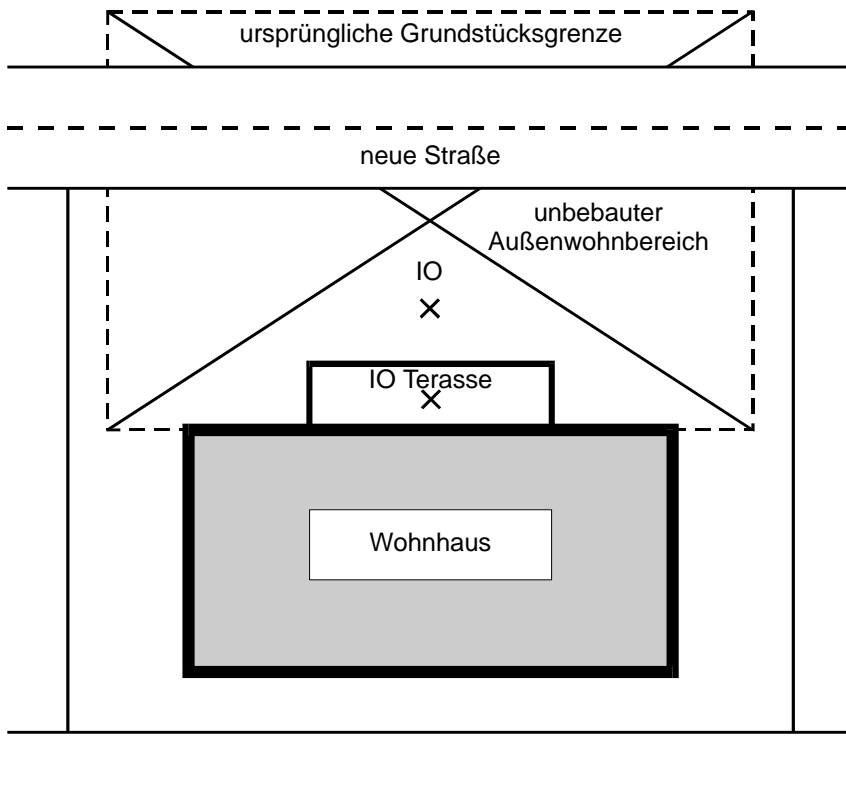 ursprüngliche Grundstücksgrenze
neue Straße
unbebauter
Außenwohnbereich
IO
IO Terasse
Wohnhaus